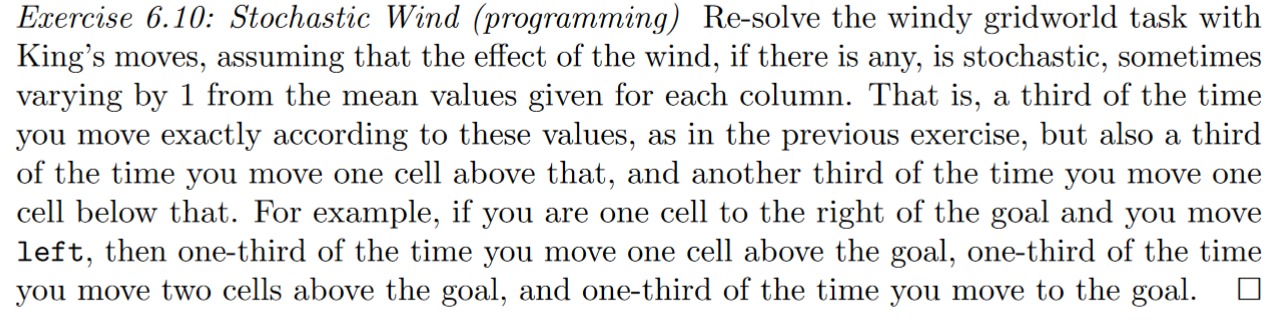 Exercise 6.10: Stochastic Wind (programming) Re-solve the windy gridworld task with
King’s moves, assuming that the effect of the wind, if there is any, is stochastic, sometimes
varying by 1 from the mean values given for each column. That is, a third of the time
you move exactly according to these values, as in the previous exercise, but also a third
of the time you move one cell above that, and another third of the time you move one
cell below that. For example, if you are one cell to the right of the goal and you move
left, then one-third of the time you move one cell above the goal, one-third of the time
you move two cells above the goal, and one-third of the time you move to the goal. □